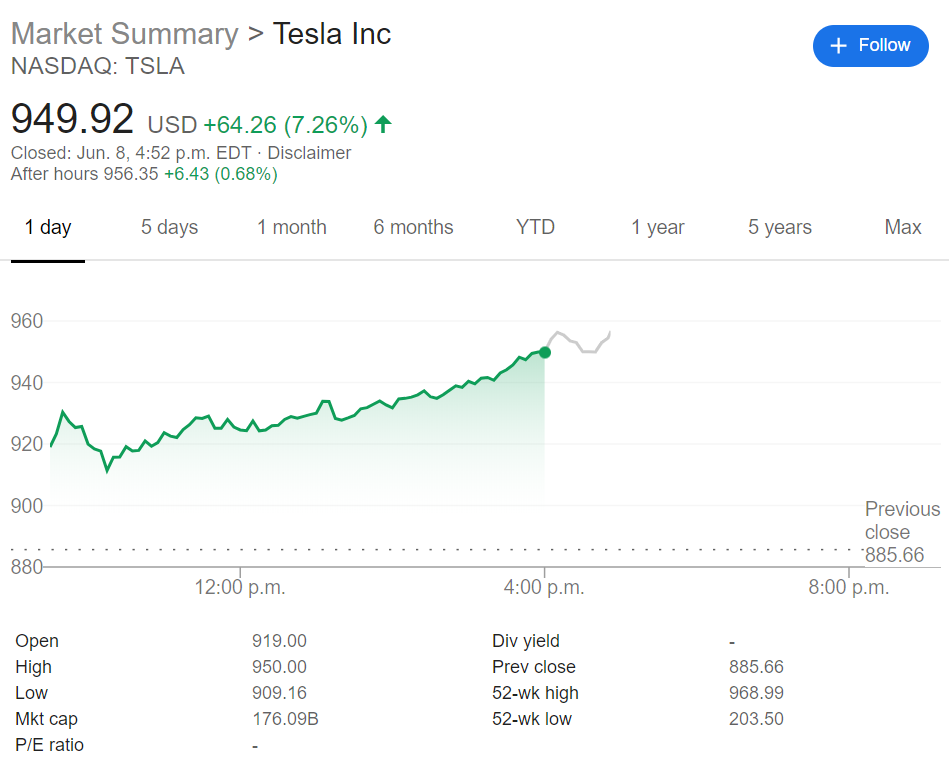 Market Summary > Tesla Inc
NASDAQ: TSLA
+ Follow
949.92 USD +64.26 (7.26%)
Closed: Jun. 8, 4:52 p.m. EDT · Disclaimer
After hours 956.35 +6.43 (0.68%)
1 day 5 days 1 month 6 months YTD 1 year 5 years Max
960
940
920
900
880
Previous
close
885.66
12:00 p.m. 4:00 p.m. 8:00 p.m.
Open 919.00 Div yield -
High 950.00 Prev close 885.66
Low 909.16 52-wk high 968.99
Mkt cap 176.09B 52-wk low 203.50
P/E ratio -